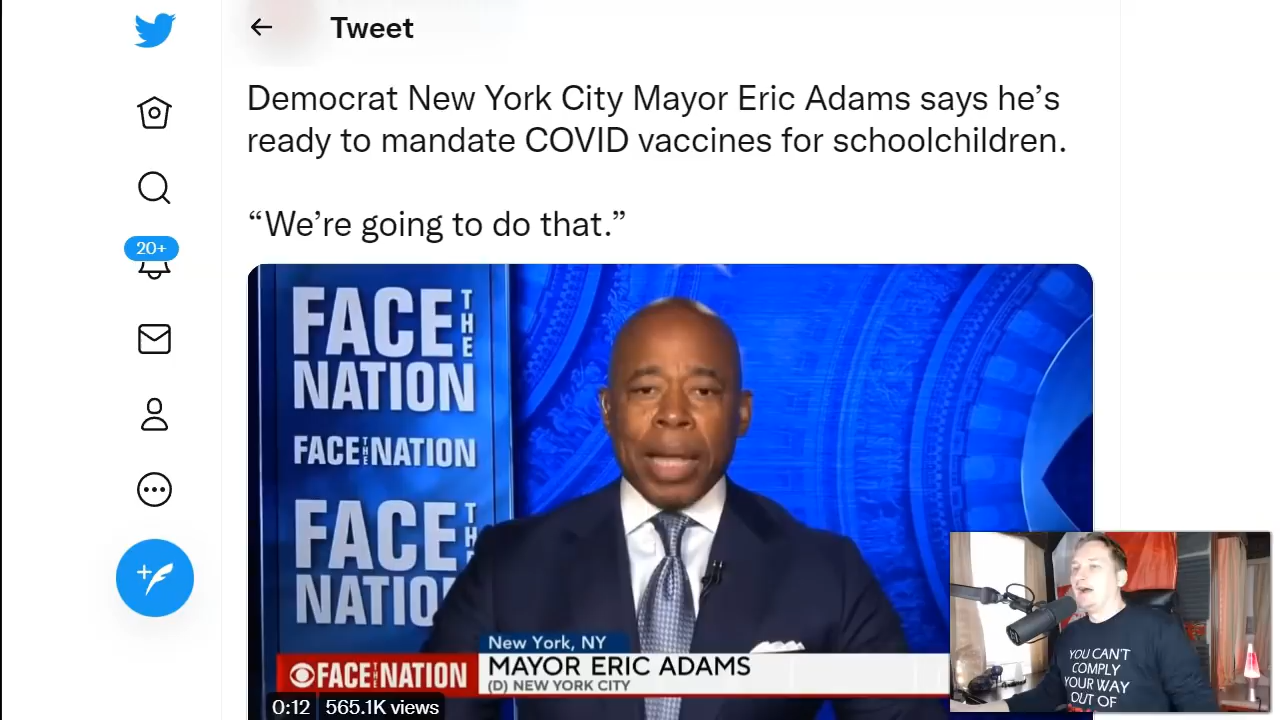 Tweet
Democrat New York City Mayor Eric Adams says he’s
ready to mandate COVID vaccines for schoolchildren.
“We’re going to do that.”
20+
FACE THE
NATION
FACE THE NATION
FACE THE
NATIO
New York, NY
FACE THE NATION
MAYOR ERIC ADAMS
(D) NEW YORK CITY
0:12 565.1K views
YOU CAN'T
COMPLY
YOUR WAY
OUT OF